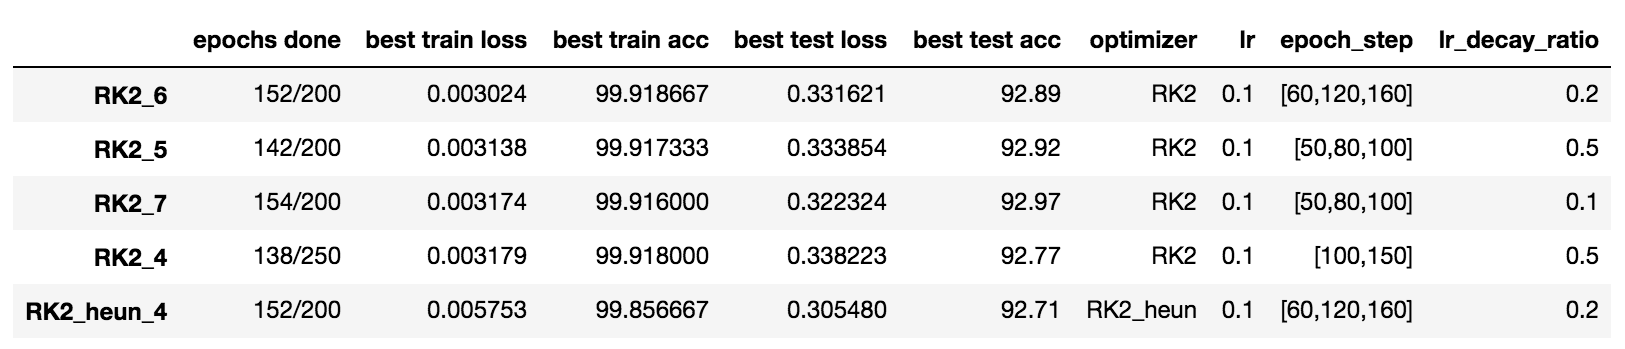 epochs done best train loss best train acc best test loss best test acc optimizer lr epoch_step lr_decay_ratio
RK2_6 152/200 0.003024 99.918667 0.331621 92.89 RK2 0.1 [60,120,160] 0.2
RK2_5 142/200 0.003138 99.917333 0.333854 92.92 RK2 0.1 [50,80,100] 0.5
RK2_7 154/200 0.003174 99.916000 0.322324 92.97 RK2 0.1 [50,80,100] 0.1
RK2_4 138/250 0.003179 99.918000 0.338223 92.77 RK2 0.1 [100,150] 0.5
RK2_heun_4 152/200 0.005753 99.856667 0.305480 92.71 RK2_heun 0.1 [60,120,160] 0.2